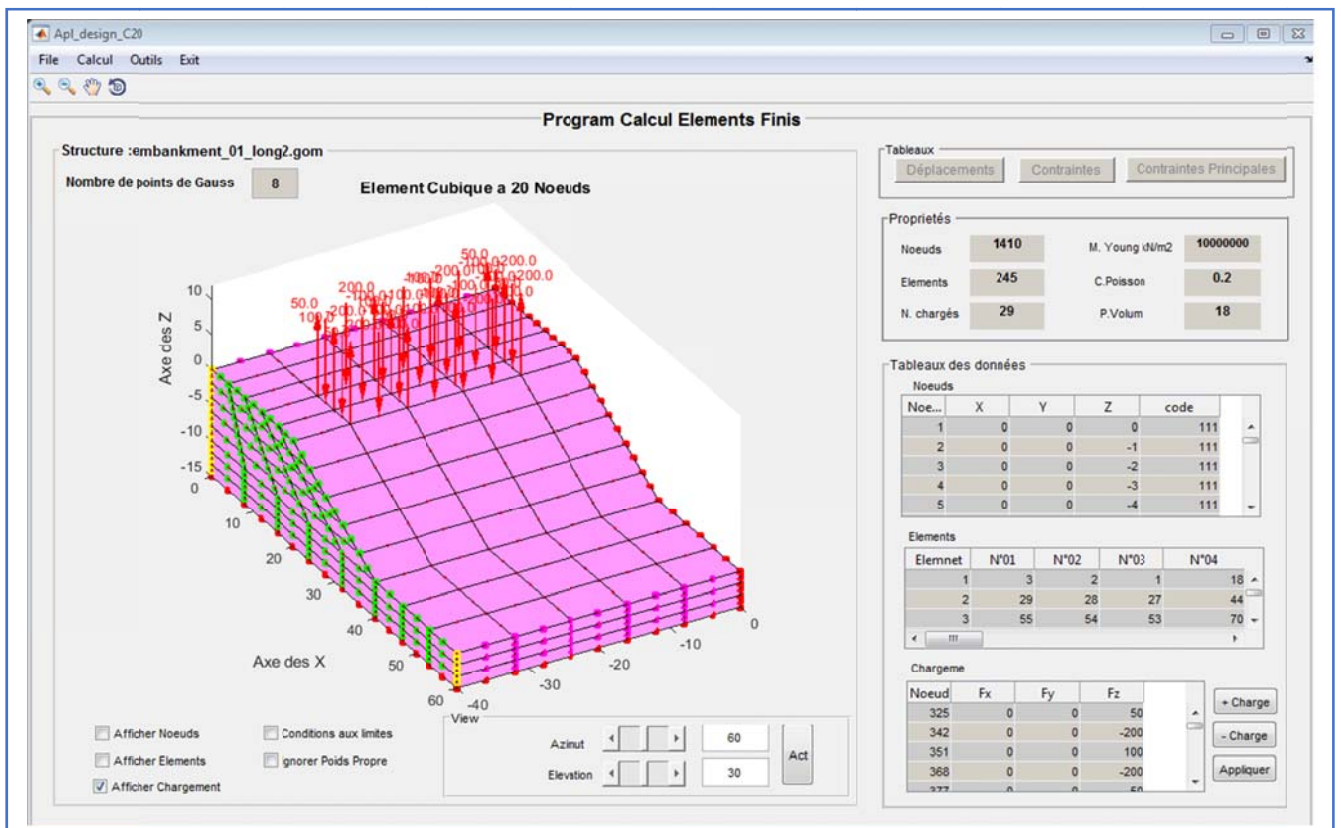 Apl_design_C20
File Calcul Outils Exit
Program Calcul Elements Finis
Structure :embankment_01_long2.gom
Nombre de points de Gauss 8
Element Cubique a 20 Noeuds
50.0
200.0
100.0
Axe des Z
10
5
0
-5
-10
-15
0
10
20
30
40
50
60
Axe des X
-40
-30
-20
-10
0
Afficher Noeuds
Afficher Elements
Afficher Chargement
Conditions aux limites
Ignorer Poids Propre
View
Azimut 60
Elevation 30
Act
Tableaux
Déplacements Contraintes Contraintes Principales
Proprietés
Noeuds 1410 M. Young kN/m2 10000000
Elements 245 C.Poisson 0.2
N. chargés 29 P.Volum 18
Tableaux des données
Noeuds
Noe... X Y Z code
1 0 0 0 111
2 0 0 -1 111
3 0 0 -2 111
4 0 0 -3 111
5 0 0 -4 111
Elements
Elemnet N°01 N°02 N°03 N°04
1 3 2 1 18
2 29 28 27 44
3 55 54 53 70
Chargeme
Noeud Fx Fy Fz
325 0 0 50
342 0 0 -200
351 0 0 100
368 0 0 -200
377 0 0 50
+ Charge
- Charge
Appliquer